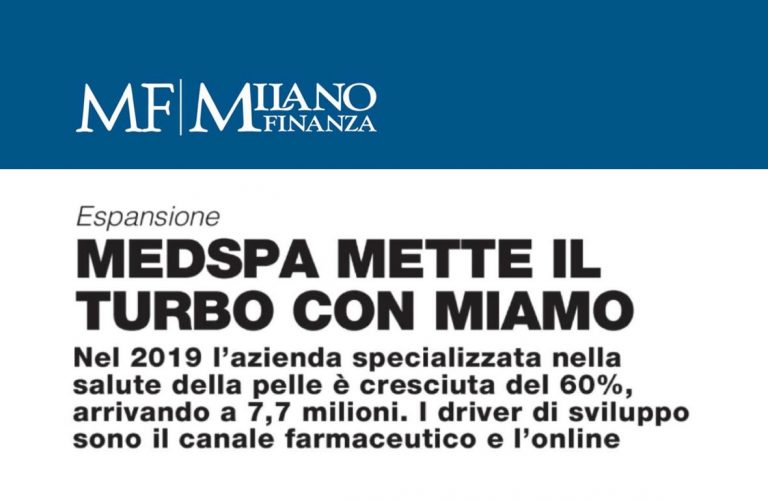 MF|MILANO
FINANZA
Espansione
MEDSPA METTE IL
TURBO CON MIAMO
Nel 2019 l'azienda specializzata nella
salute della pelle è cresciuta del 60%,
arrivando a 7,7 milioni. I driver di sviluppo
sono il canale farmaceutico e l'online